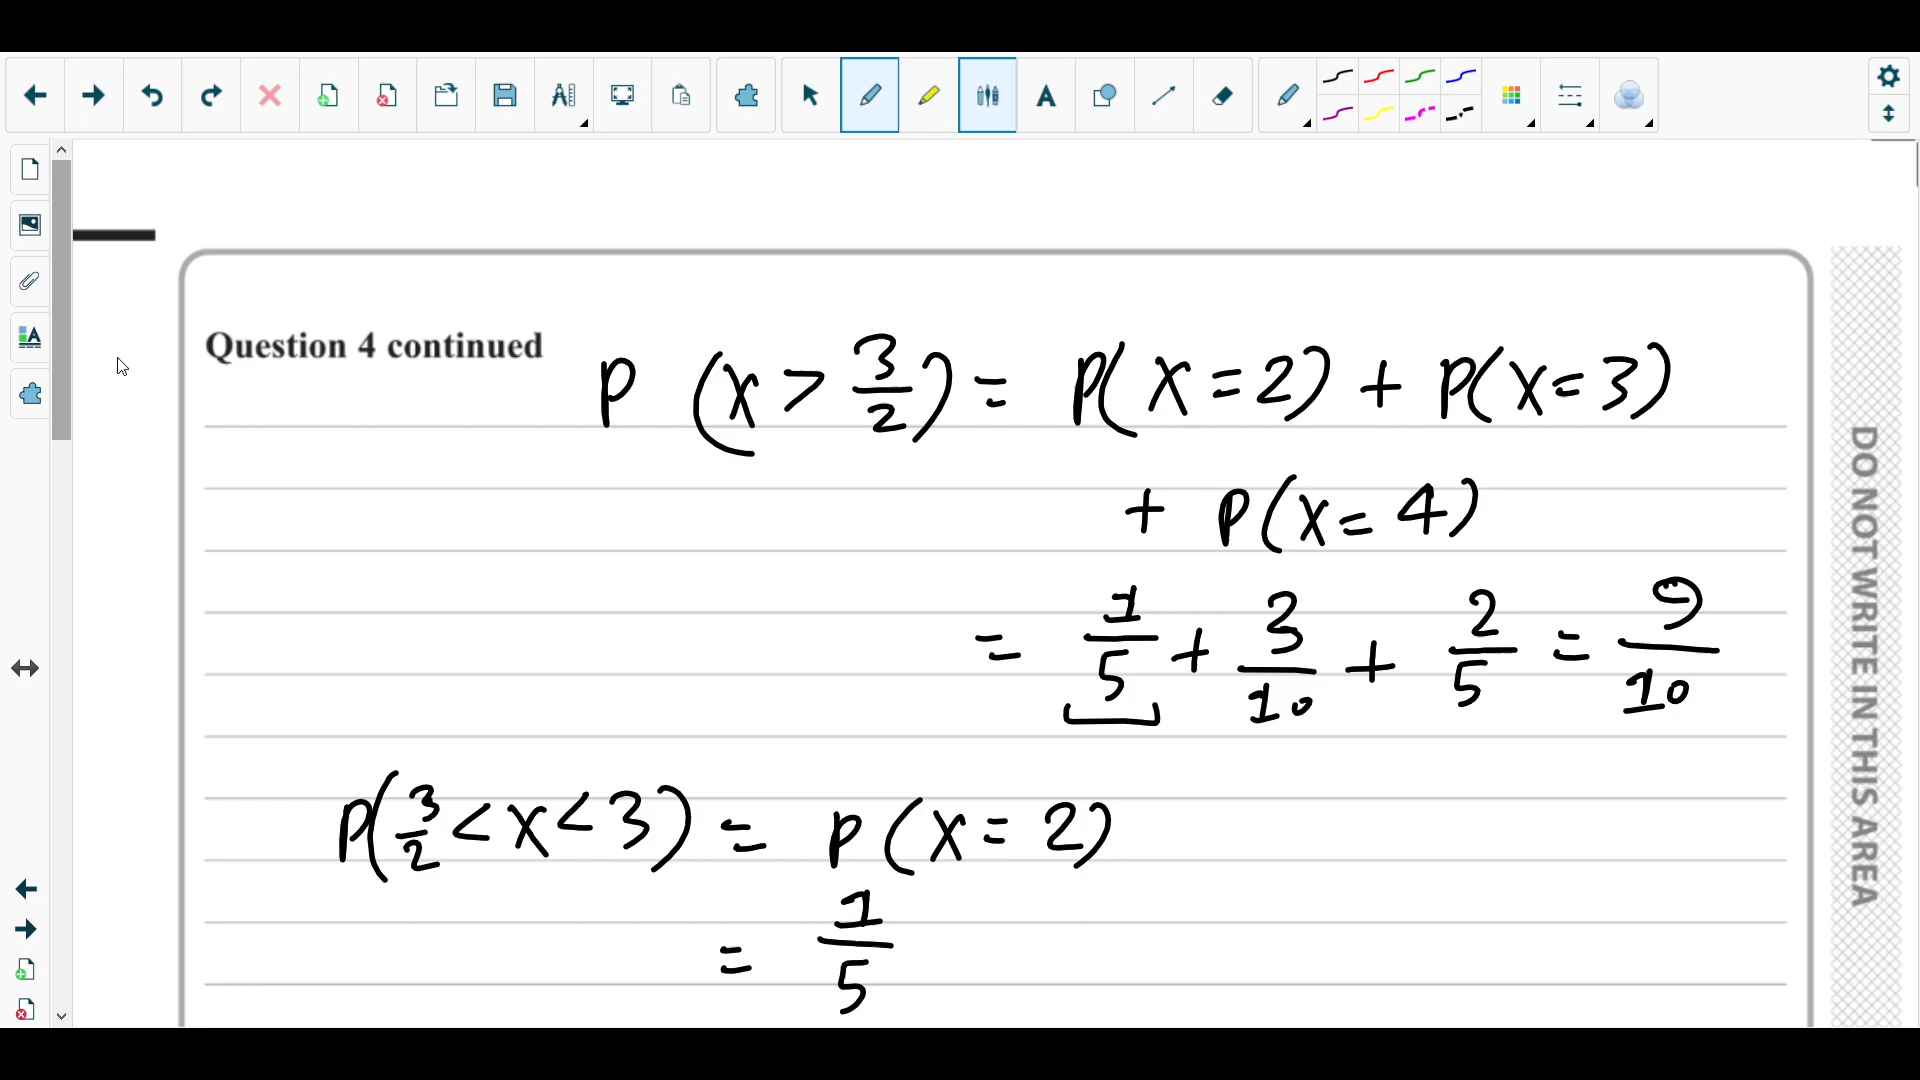 Question 4 continued
P (X > 3/2) = P(X = 2) + P(X = 3)
+ P(X = 4)
= 1/5 + 3/10 + 2/5 = 9/10
P(3/2 < X < 3) = P(X = 2)
= 1/5
DO NOT WRITE IN THIS AREA